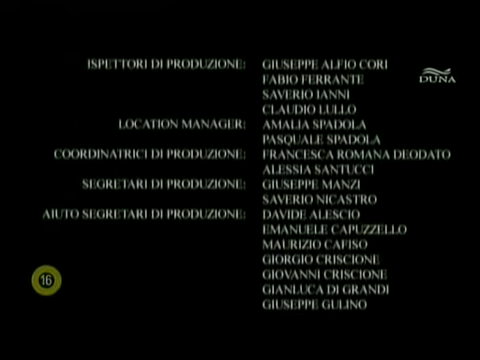 ISPETTORI DI PRODUZIONE: GIUSEPPE ALFIO CORI
FABIO FERRANTE
DUNA
SAVERIO IANNI
CLAUDIO LULLO
LOCATION MANAGER: AMALIA SPADOLA
PASQUALE SPADOLA
COORDINATRICI DI PRODUZIONE: FRANCESCA ROMANA DEODATO
ALESSIA SANTUCCI
SEGRETARI DI PRODUZIONE: GIUSEPPE MANZI
SAVERIO NICASTRO
AIUTO SEGRETARI DI PRODUZIONE: DAVIDE ALESCIO
EMANUELE CAPUZZELLO
MAURIZIO CAFISO
GIORGIO CRISCIONE
GIOVANNI CRISCIONE
16
GIANLUCA DI GRANDI
GIUSEPPE GULINO